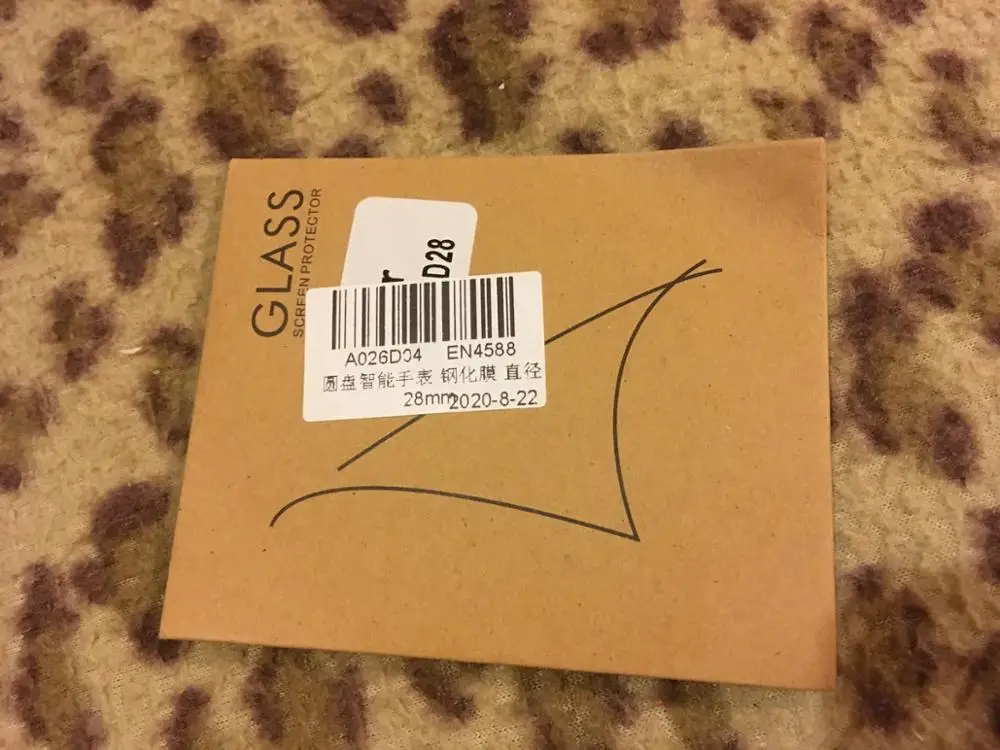 GLASS
SCREEN PROTECTOR
D28
A026D04 EN4588
圆盘智能手表 钢化膜 直径
28mm
2020-8-22